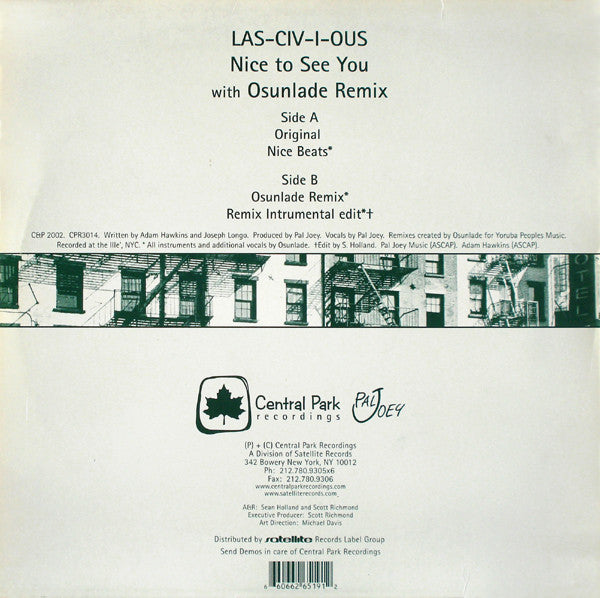 LAS-CIV-I-OUS
Nice to See You
with Osunlade Remix
Side A
Original
Nice Beats*
Side B
Osunlade Remix*
Remix Intrumental edit*†
C&P 2002. CPR3014. Written by Adam Hawkins and Joseph Longo. Produced by Pal Joey. Vocals by Pal Joey. Remixes created by Osunlade for Yoruba Peoples Music.
Recorded at the Ille', NYC. * All instruments and additional vocals by Osunlade. †Edit by S. Holland. Pal Joey Music (ASCAP). Adam Hawkins (ASCAP).
OTEL
Central Park
recordings
PAL JOEY
(P) + (C) Central Park Recordings
A Division of Satellite Records
342 Bowery New York, NY 10012
Ph: 212.780.9305x6
Fax: 212.780.9306
www.centralparkrecordings.com
www.satelliterecords.com
A&R: Sean Holland and Scott Richmond
Executive Producer: Scott Richmond
Art Direction: Michael Davis
Distributed by satellite Records Label Group
Send Demos in care of Central Park Recordings
6 60662 65191 2